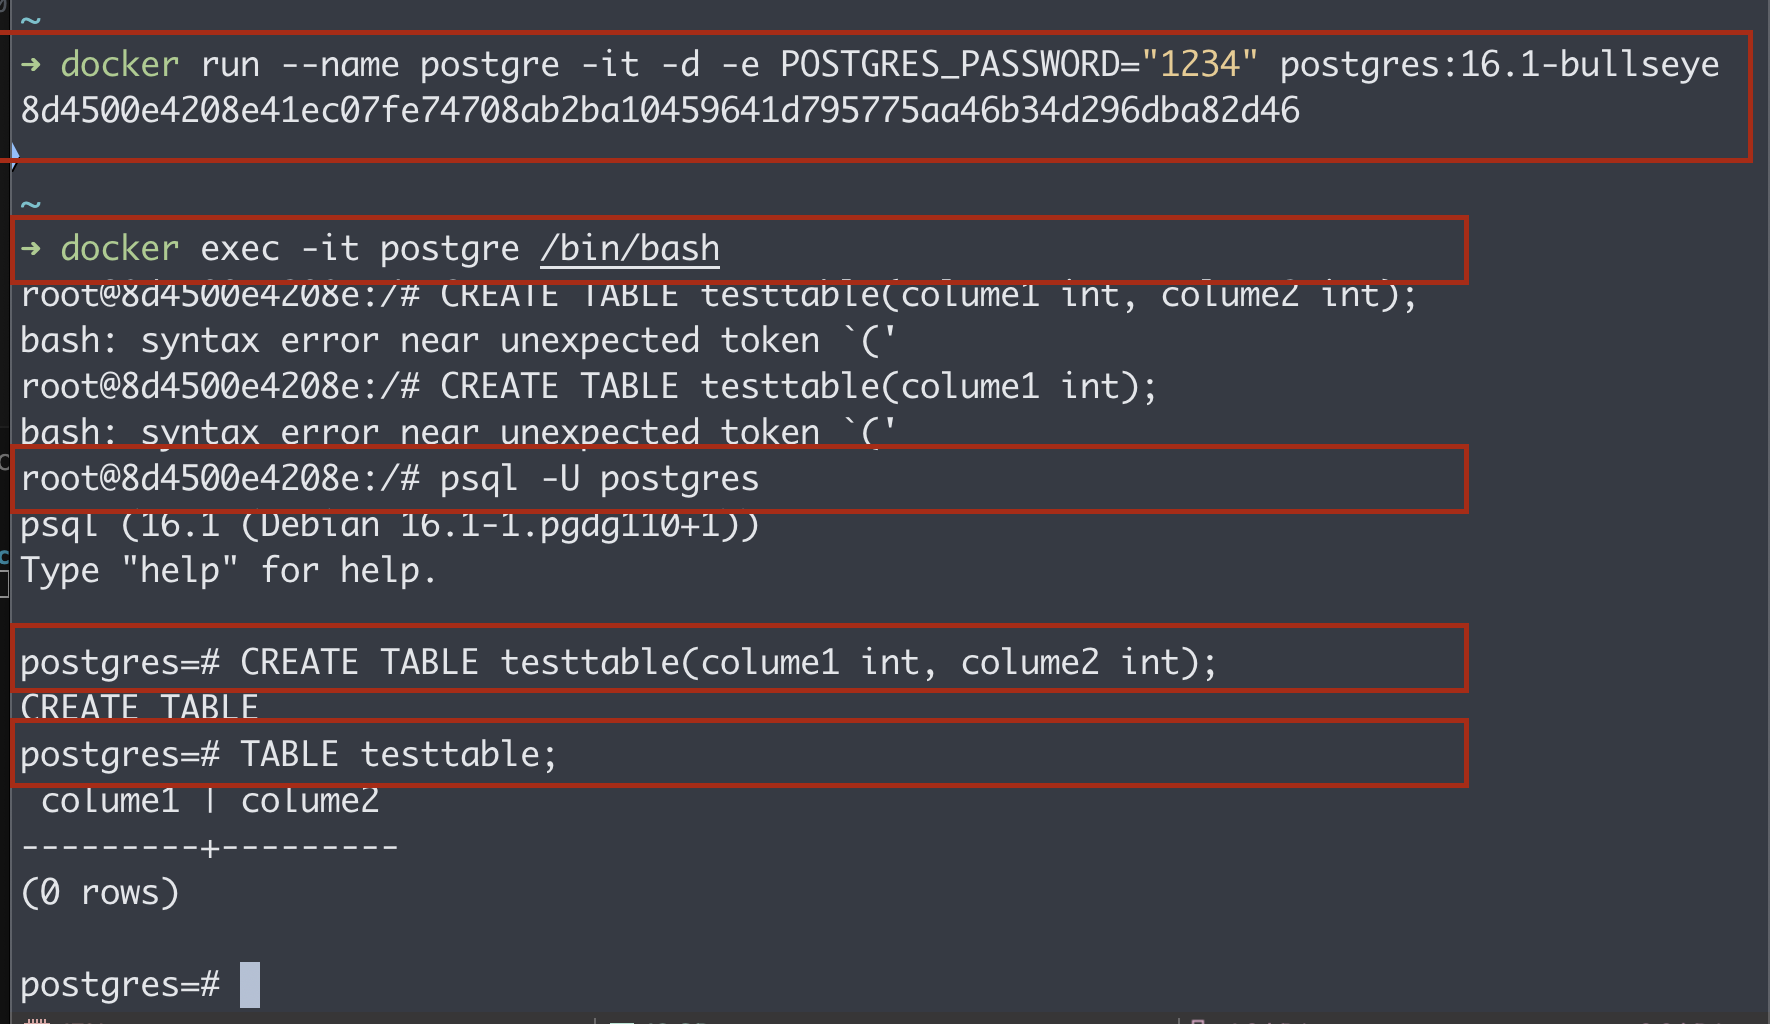 ~
→ docker run --name postgre -it -d -e POSTGRES_PASSWORD="1234" postgres:16.1-bullseye
8d4500e4208e41ec07fe74708ab2ba10459641d795775aa46b34d296dba82d46
~
→ docker exec -it postgre /bin/bash
root@8d4500e4208e:/# CREATE TABLE testtable(colume1 int, colume2 int);
bash: syntax error near unexpected token `('
root@8d4500e4208e:/# CREATE TABLE testtable(colume1 int);
bash: syntax error near unexpected token `('
root@8d4500e4208e:/# psql -U postgres
psql (16.1 (Debian 16.1-1.pgdg110+1))
Type "help" for help.
postgres=# CREATE TABLE testtable(colume1 int, colume2 int);
CREATE TABLE
postgres=# TABLE testtable;
 colume1 | colume2
---------+---------
(0 rows)
postgres=#